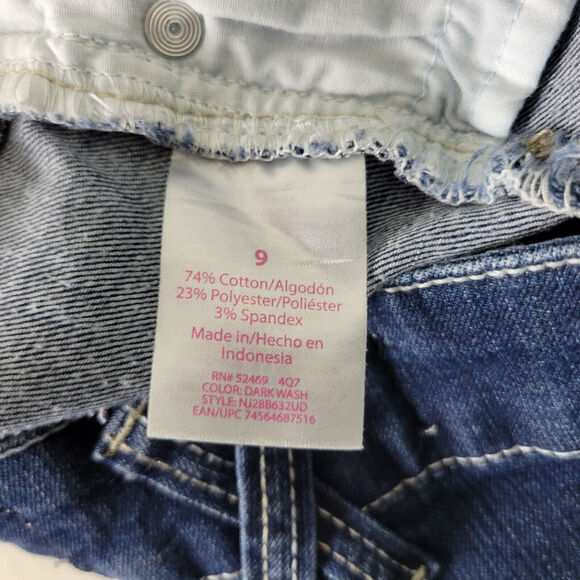 9
74% Cotton/Algodón
23% Polyester/Poliéster
3% Spandex
Made in/Hecho en
Indonesia
RN# 52469 4Q7
COLOR: DARK WASH
STYLE: NJ28B632UD
EAN/UPC 74564687516